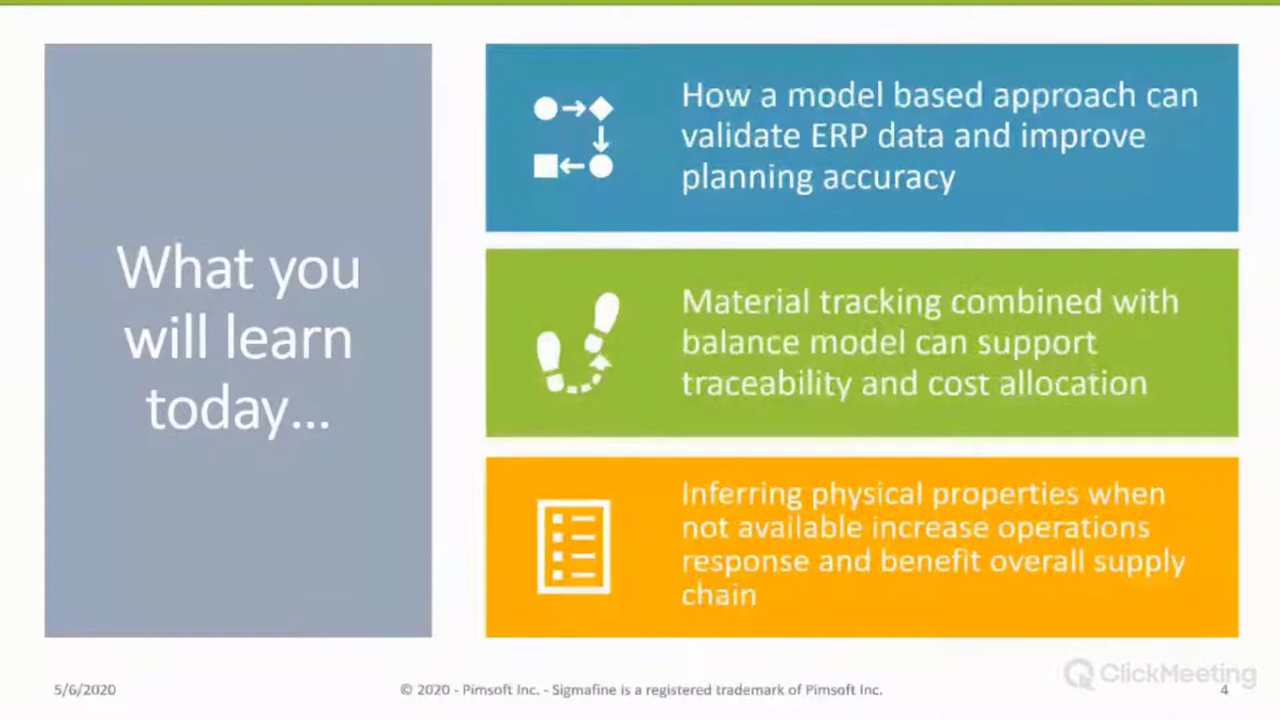 What you
will learn
today...
How a model based approach can
validate ERP data and improve
planning accuracy
Material tracking combined with
balance model can support
traceability and cost allocation
Inferring physical properties when
not available increase operations
response and benefit overall supply
chain
5/6/2020
© 2020 - Pimsoft Inc. - Sigmafine is a registered trademark of Pimsoft Inc.
ClickMeeting
4